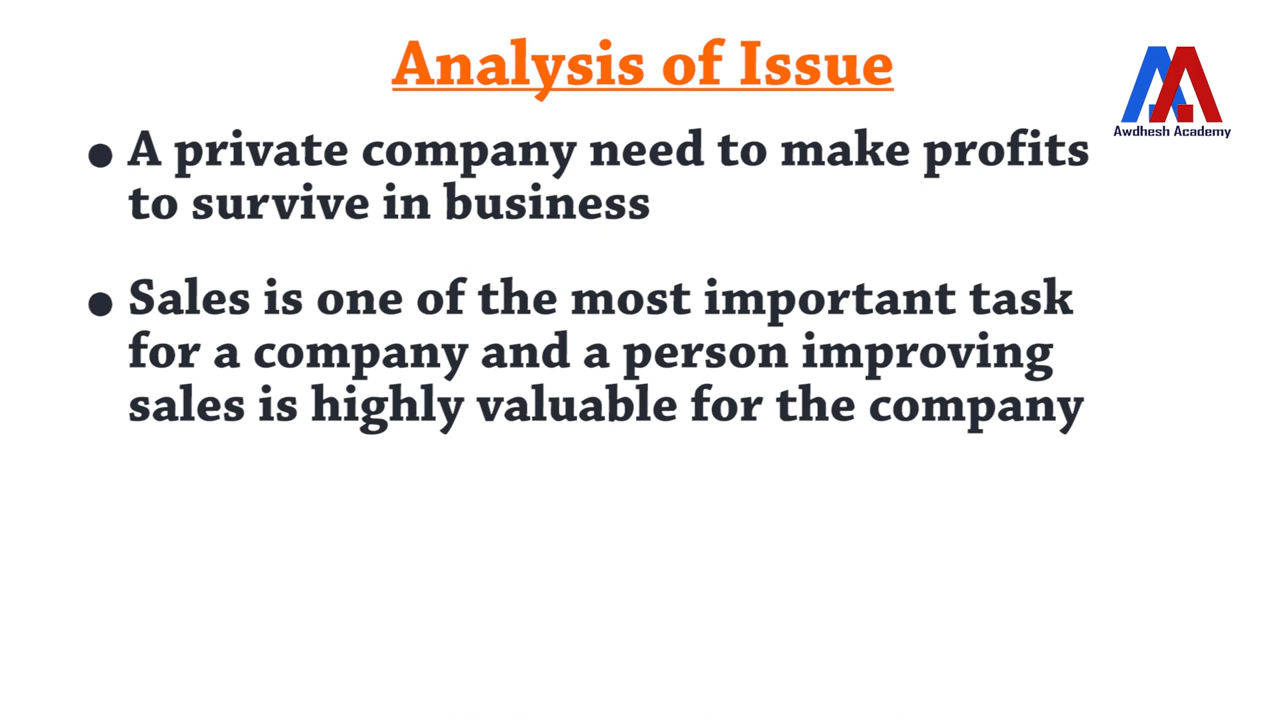 Analysis of Issue
Awdhesh Academy
• A private company need to make profits
to survive in business
• Sales is one of the most important task
for a company and a person improving
sales is highly valuable for the company